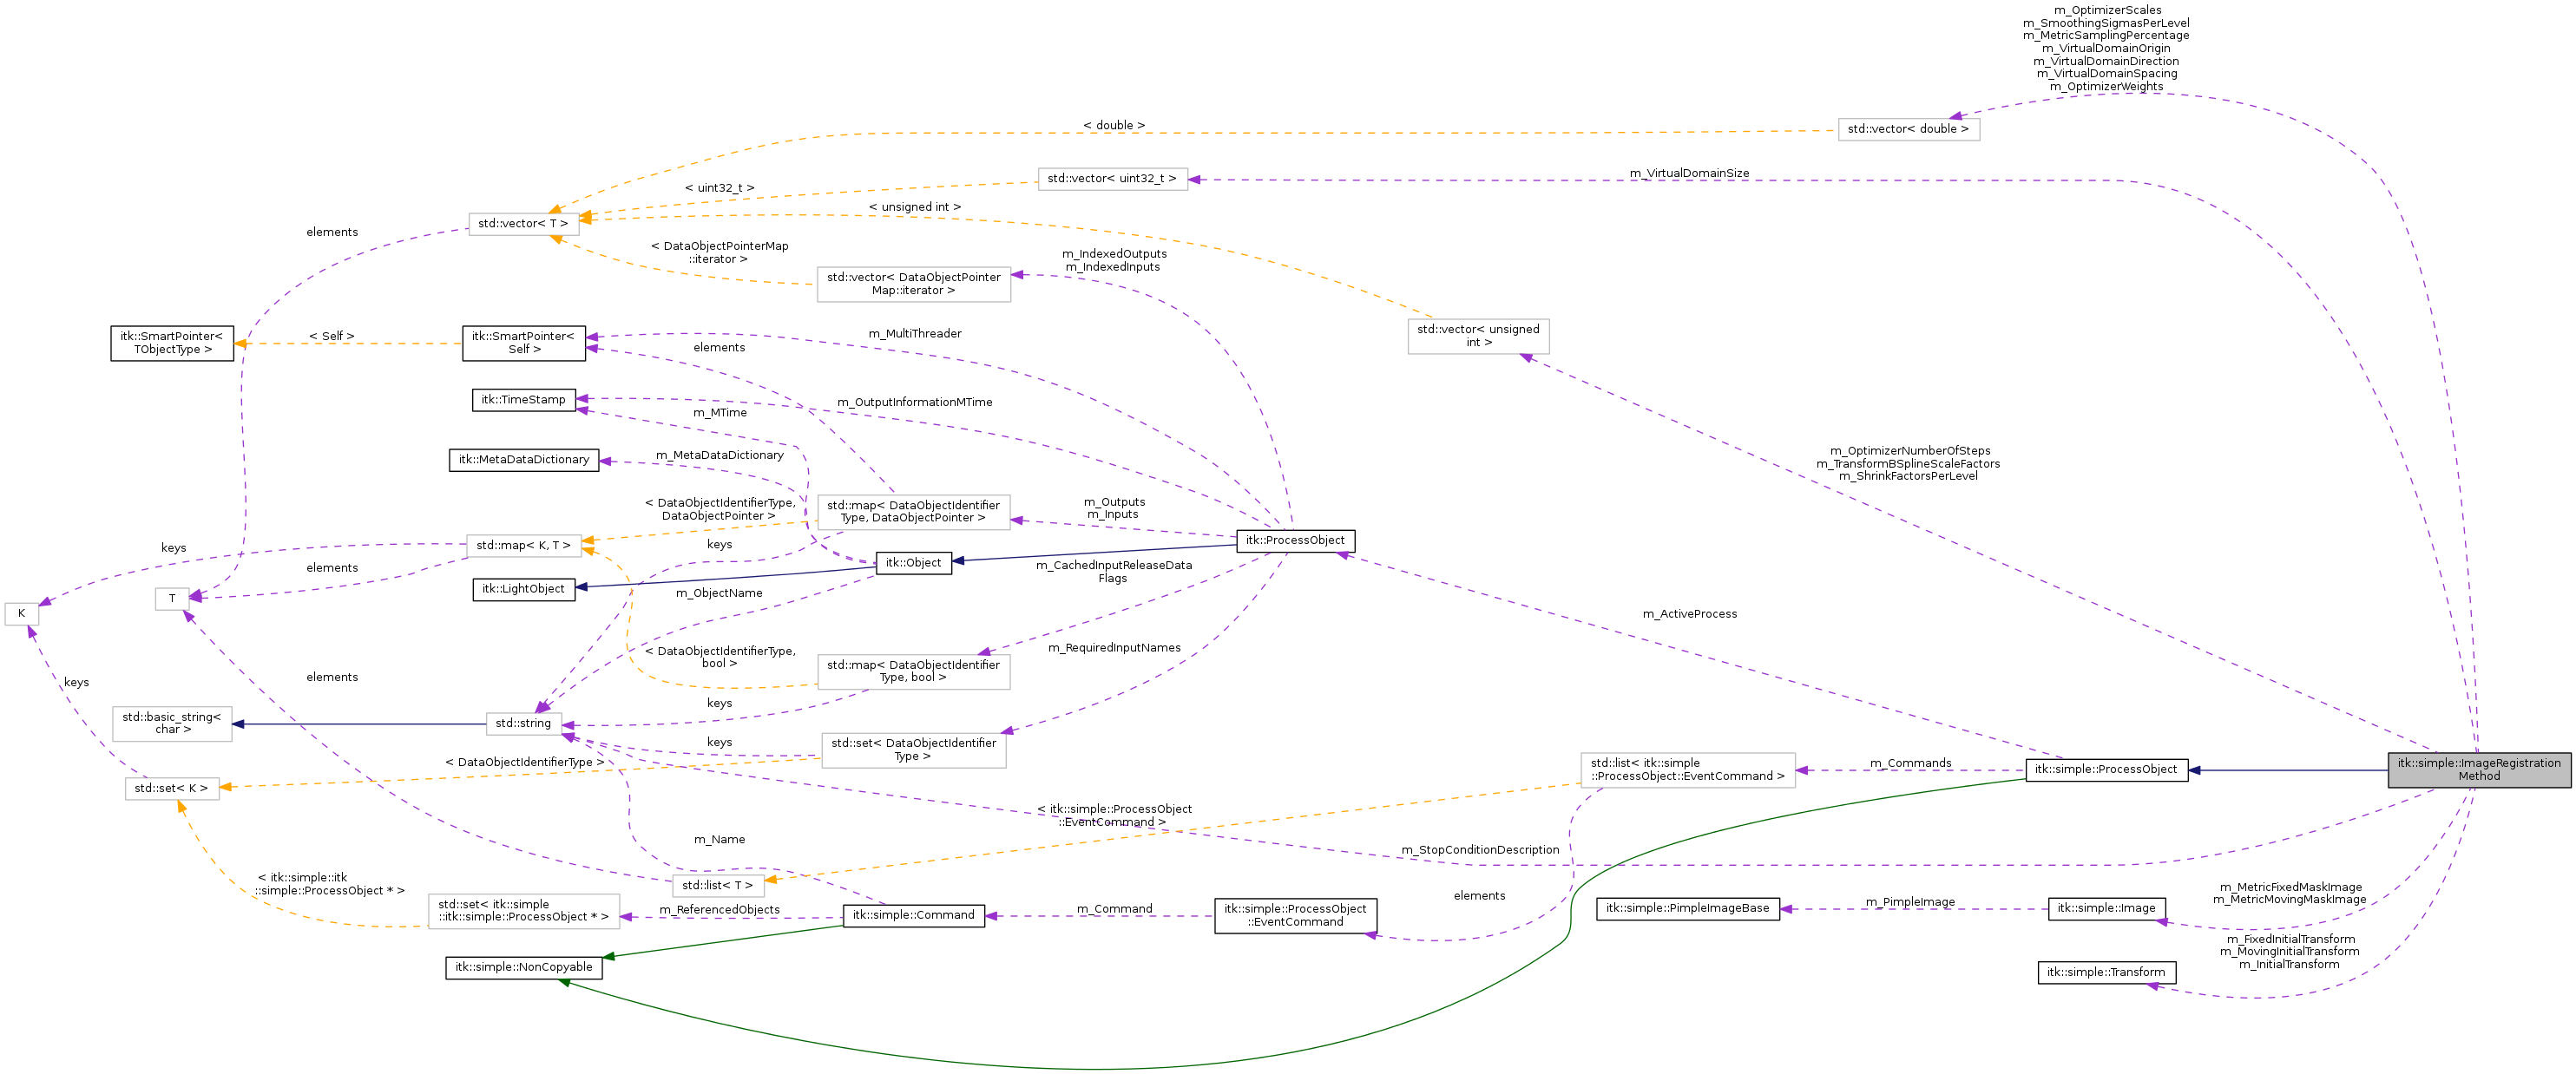 m_OptimizerScales
m_SmoothingSigmasPerLevel
m_MetricSamplingPercentage
m_VirtualDomainOrigin
m_VirtualDomainDirection
m_VirtualDomainSpacing
m_OptimizerWeights
< double >
std::vector< double >
m_VirtualDomainSize
std::vector< uint32_t >
< uint32_t >
< unsigned int >
std::vector< T >
elements
< DataObjectPointerMap
::iterator >
m_IndexedOutputs
m_IndexedInputs
std::vector< DataObjectPointer
Map::iterator >
std::vector< unsigned
int >
itk::SmartPointer<
TObjectType >
< Self >
itk::SmartPointer<
Self >
m_MultiThreader
elements
itk::TimeStamp
m_OutputInformationMTime
m_MTime
itk::MetaDataDictionary
m_MetaDataDictionary
m_OptimizerNumberOfSteps
m_TransformBSplineScaleFactors
m_ShrinkFactorsPerLevel
< DataObjectIdentifierType,
DataObjectPointer >
std::map< DataObjectIdentifier
Type, DataObjectPointer >
m_Outputs
m_Inputs
keys
std::map< K, T >
keys
itk::ProcessObject
itk::Object
elements
m_CachedInputReleaseData
Flags
itk::LightObject
m_ObjectName
T
K
m_ActiveProcess
< DataObjectIdentifierType,
bool >
m_RequiredInputNames
std::map< DataObjectIdentifier
Type, bool >
elements
keys
keys
std::basic_string<
char >
std::string
keys
std::set< DataObjectIdentifier
Type >
< DataObjectIdentifierType >
std::list< itk::simple
::ProcessObject::EventCommand >
m_Commands
itk::simple::ProcessObject
itk::simple::ImageRegistration
Method
std::set< K >
< itk::simple::ProcessObject
::EventCommand >
m_Name
m_StopConditionDescription
< itk::simple::itk
::simple::ProcessObject * >
std::list< T >
elements
m_MetricFixedMaskImage
m_MetricMovingMaskImage
std::set< itk::simple
::itk::simple::ProcessObject * >
m_ReferencedObjects
itk::simple::Command
m_Command
itk::simple::ProcessObject
::EventCommand
itk::simple::PimpleImageBase
m_PimpleImage
itk::simple::Image
m_FixedInitialTransform
m_MovingInitialTransform
m_InitialTransform
itk::simple::NonCopyable
itk::simple::Transform